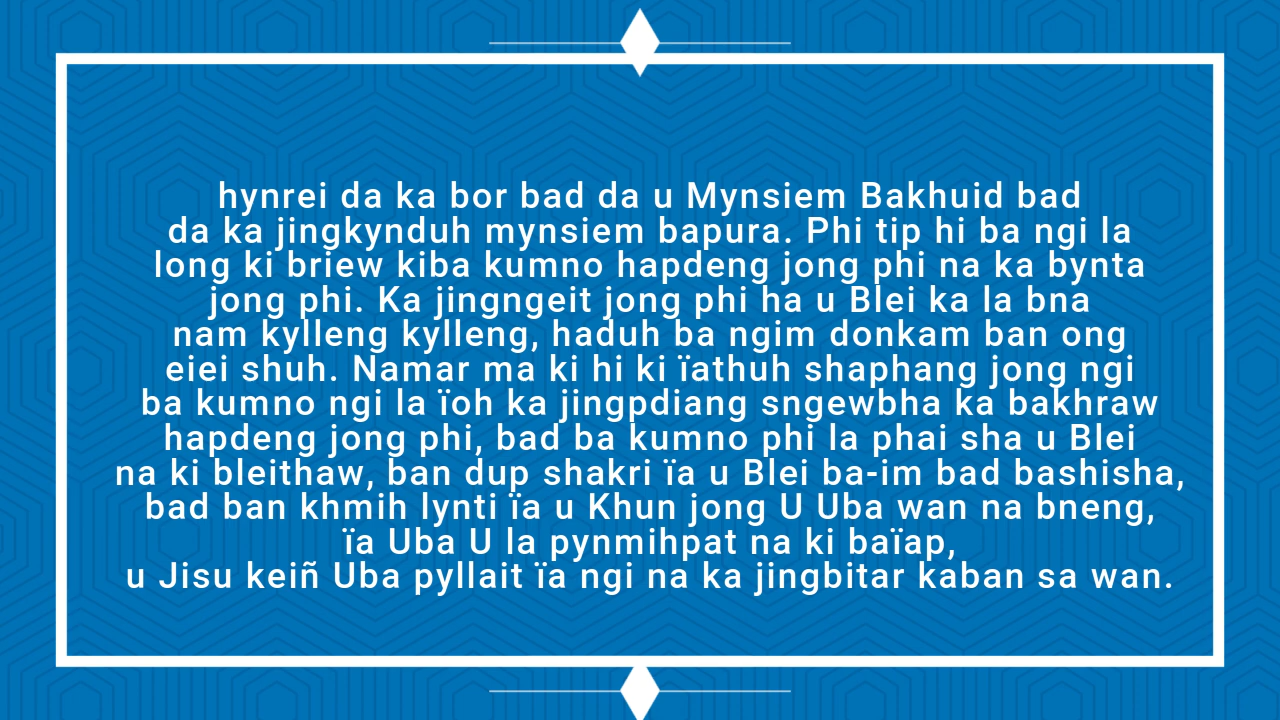 hynrei da ka bor bad da u Mynsiem Bakhuid bad
da ka jingkynduh mynsiem bapura. Phi tip hi ba ngi la
long ki briew kiba kumno hapdeng jong phi na ka bynta
jong phi. Ka jingngeit jong phi ha u Blei ka la bna
nam kylleng kylleng, haduh ba ngim donkam ban ong
eiei shuh. Namar ma ki hi ki ïathuh shaphang jong ngi
ba kumno ngi la ïoh ka jingpdiang sngewbha ka bakhraw
hapdeng jong phi, bad ba kumno phi la phai sha u Blei
na ki bleithaw, ban dup shakri ïa u Blei ba-im bad bashisha,
bad ban khmih lynti ïa u Khun jong U Uba wan na bneng,
ïa Uba U la pynmihpat na ki baïap,
u Jisu keiñ Uba pyllait ïa ngi na ka jingbitar kaban sa wan.